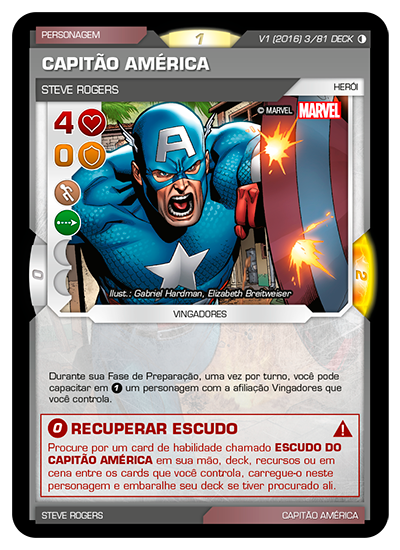 PERSONAGEM
1
V1 (2016) 3/81 DECK
CAPITÃO AMÉRICA
STEVE ROGERS
HERÓI
© MARVEL MARVEL
4
0
A
0
2
Ilust.: Gabriel Hardman, Elizabeth Breitweiser
VINGADORES
Durante sua Fase de Preparação, uma vez por turno, você pode
capacitar em 1 um personagem com a afiliação Vingadores que
você controla.
0 RECUPERAR ESCUDO
Procure por um card de habilidade chamado ESCUDO DO
CAPITÃO AMÉRICA em sua mão, deck, recursos ou em
cena entre os cards que você controla, carregue-o neste
personagem e embaralhe seu deck se tiver procurado ali.
STEVE ROGERS
CAPITÃO AMÉRICA